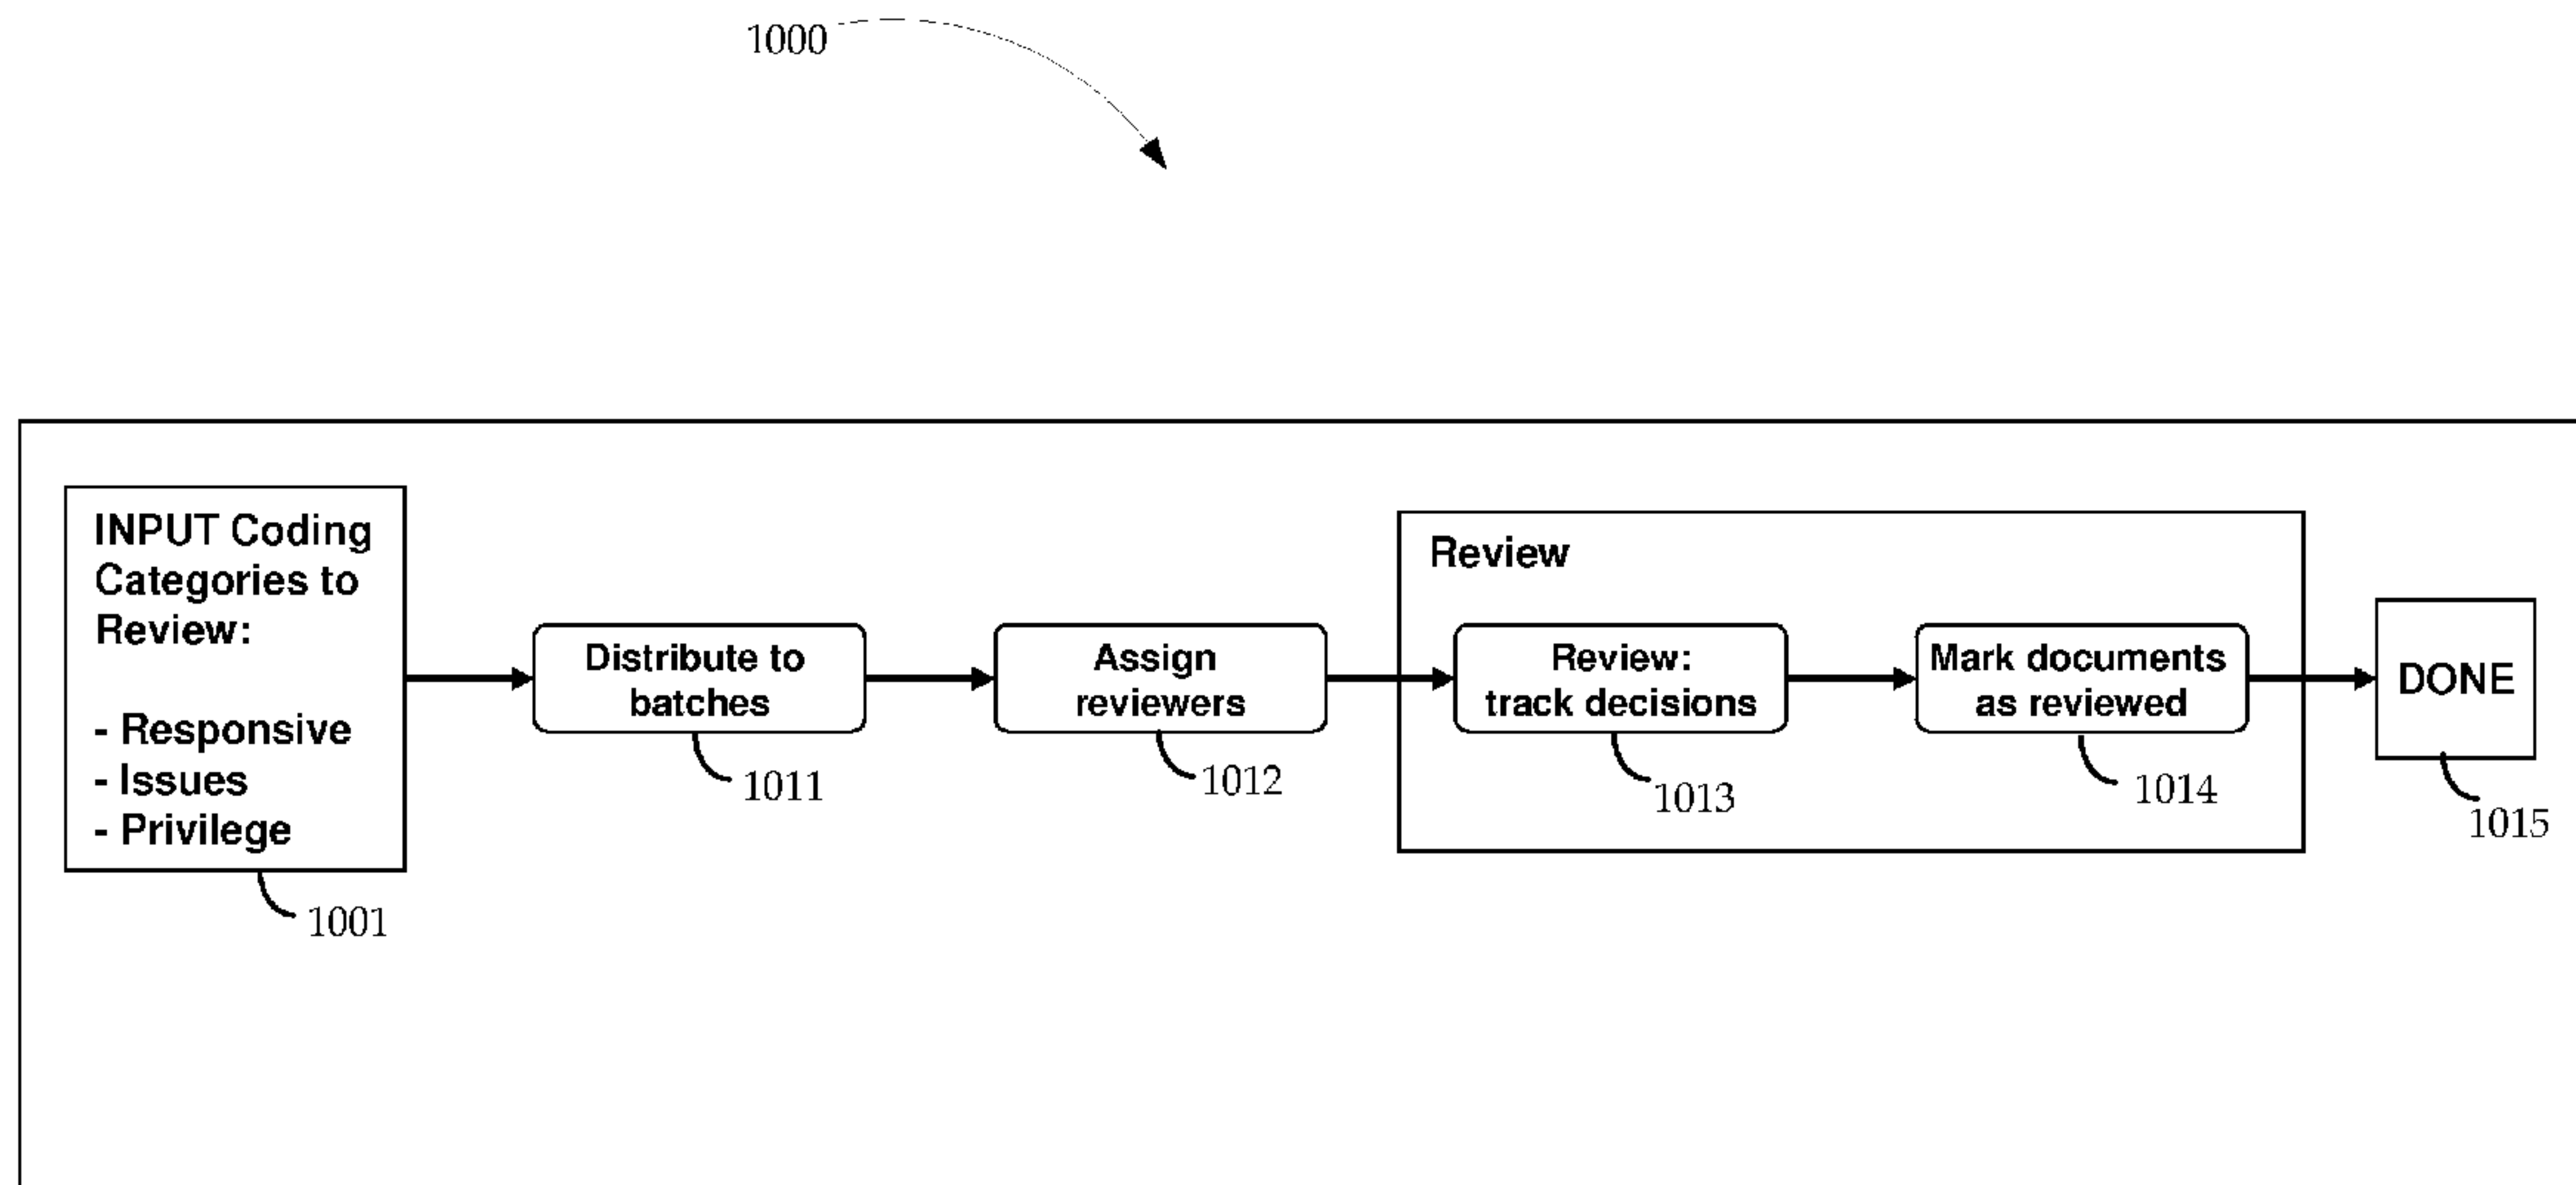 1000
INPUT Coding
Categories to
Review:
- Responsive
- Issues
- Privilege
1001
Distribute to
batches
1011
Assign
reviewers
1012
Review
Review:
track decisions
1013
Mark documents
as reviewed
1014
DONE
1015